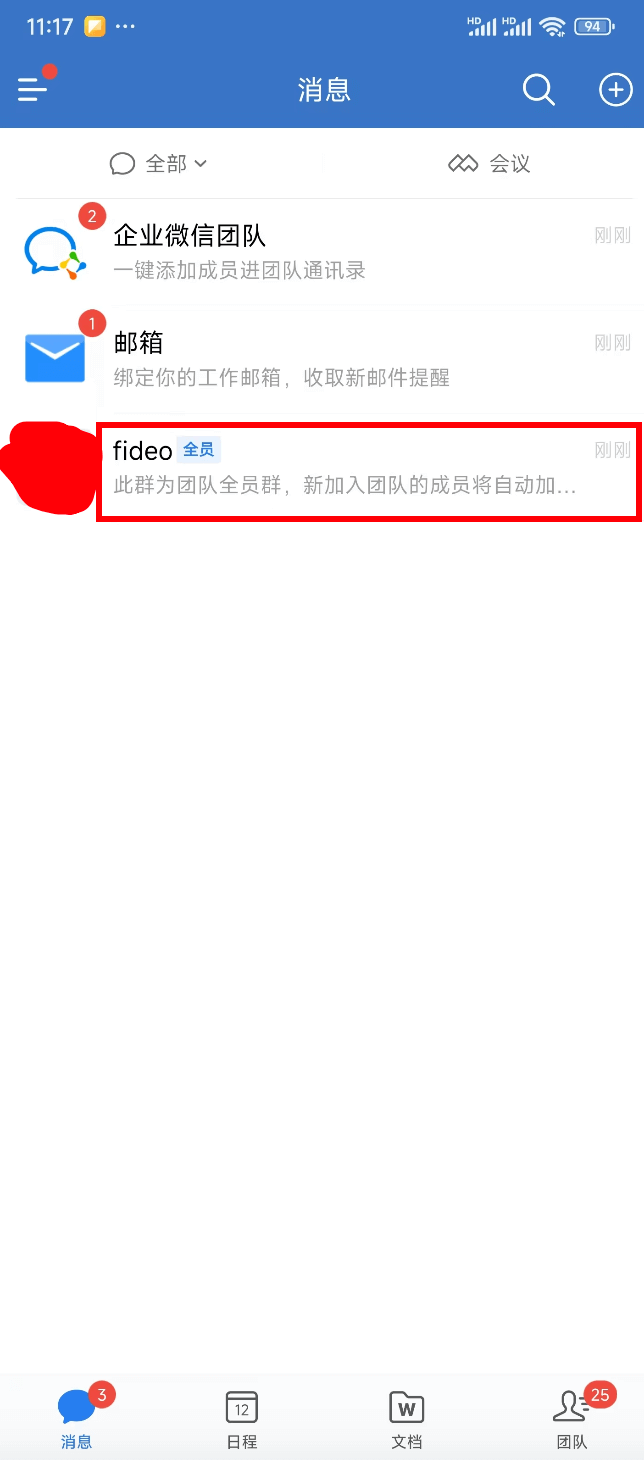 11:17
HD HD 94
消息
全部 会议
2
企业微信团队 刚刚
一键添加成员进团队通讯录
1
邮箱 刚刚
绑定你的工作邮箱，收取新邮件提醒
fideo 全员 刚刚
此群为团队全员群，新加入团队的成员将自动加...
3 12 W 25
消息 日程 文档 团队